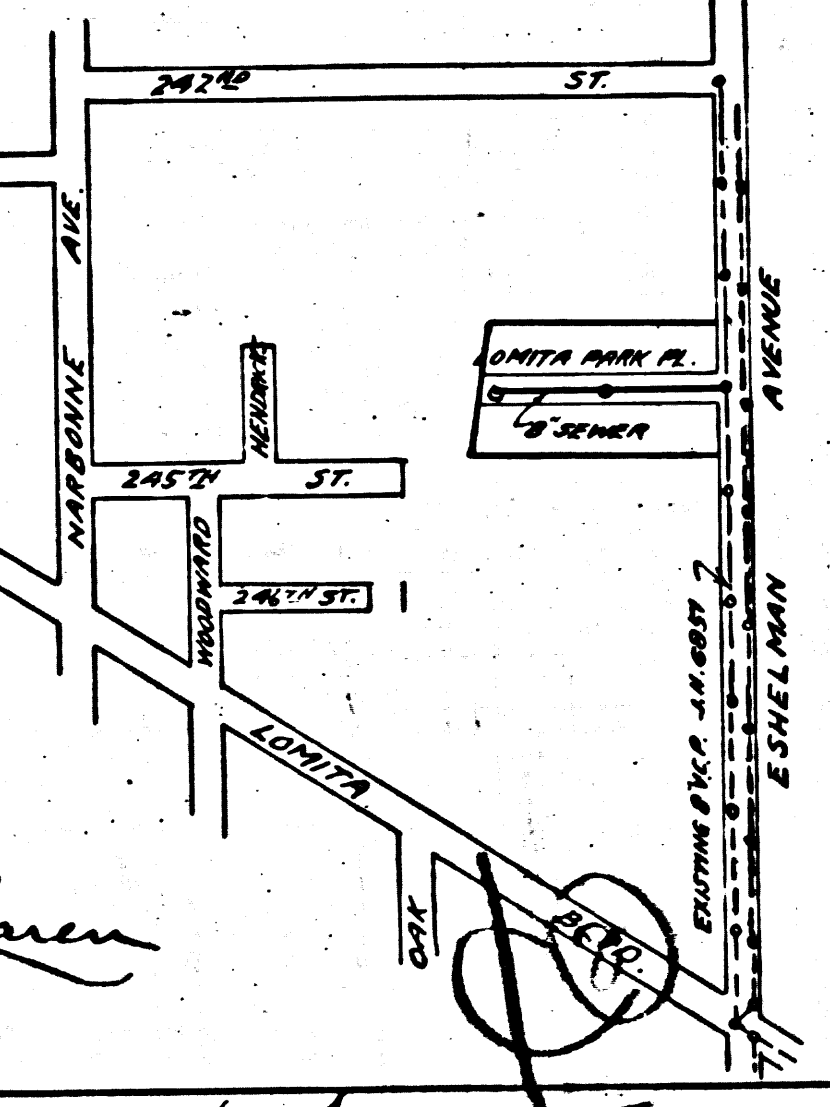 242ND ST.
NARBONNE AVE.
ESHELMAN AVENUE
LOMITA PARK PL.
8" SEWER
245TH ST.
WOODWARD
246TH ST.
EXISTING 8" V.C.P. J.N. 6851
LOMITA BLVD.
OAK